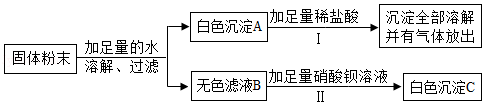 固体粉末
加足量的水
溶解、过滤
白色沉淀A
加足量稀盐酸
Ⅰ
沉淀全部溶解
并有气体放出
无色滤液B
加足量硝酸钡溶液
Ⅱ
白色沉淀C